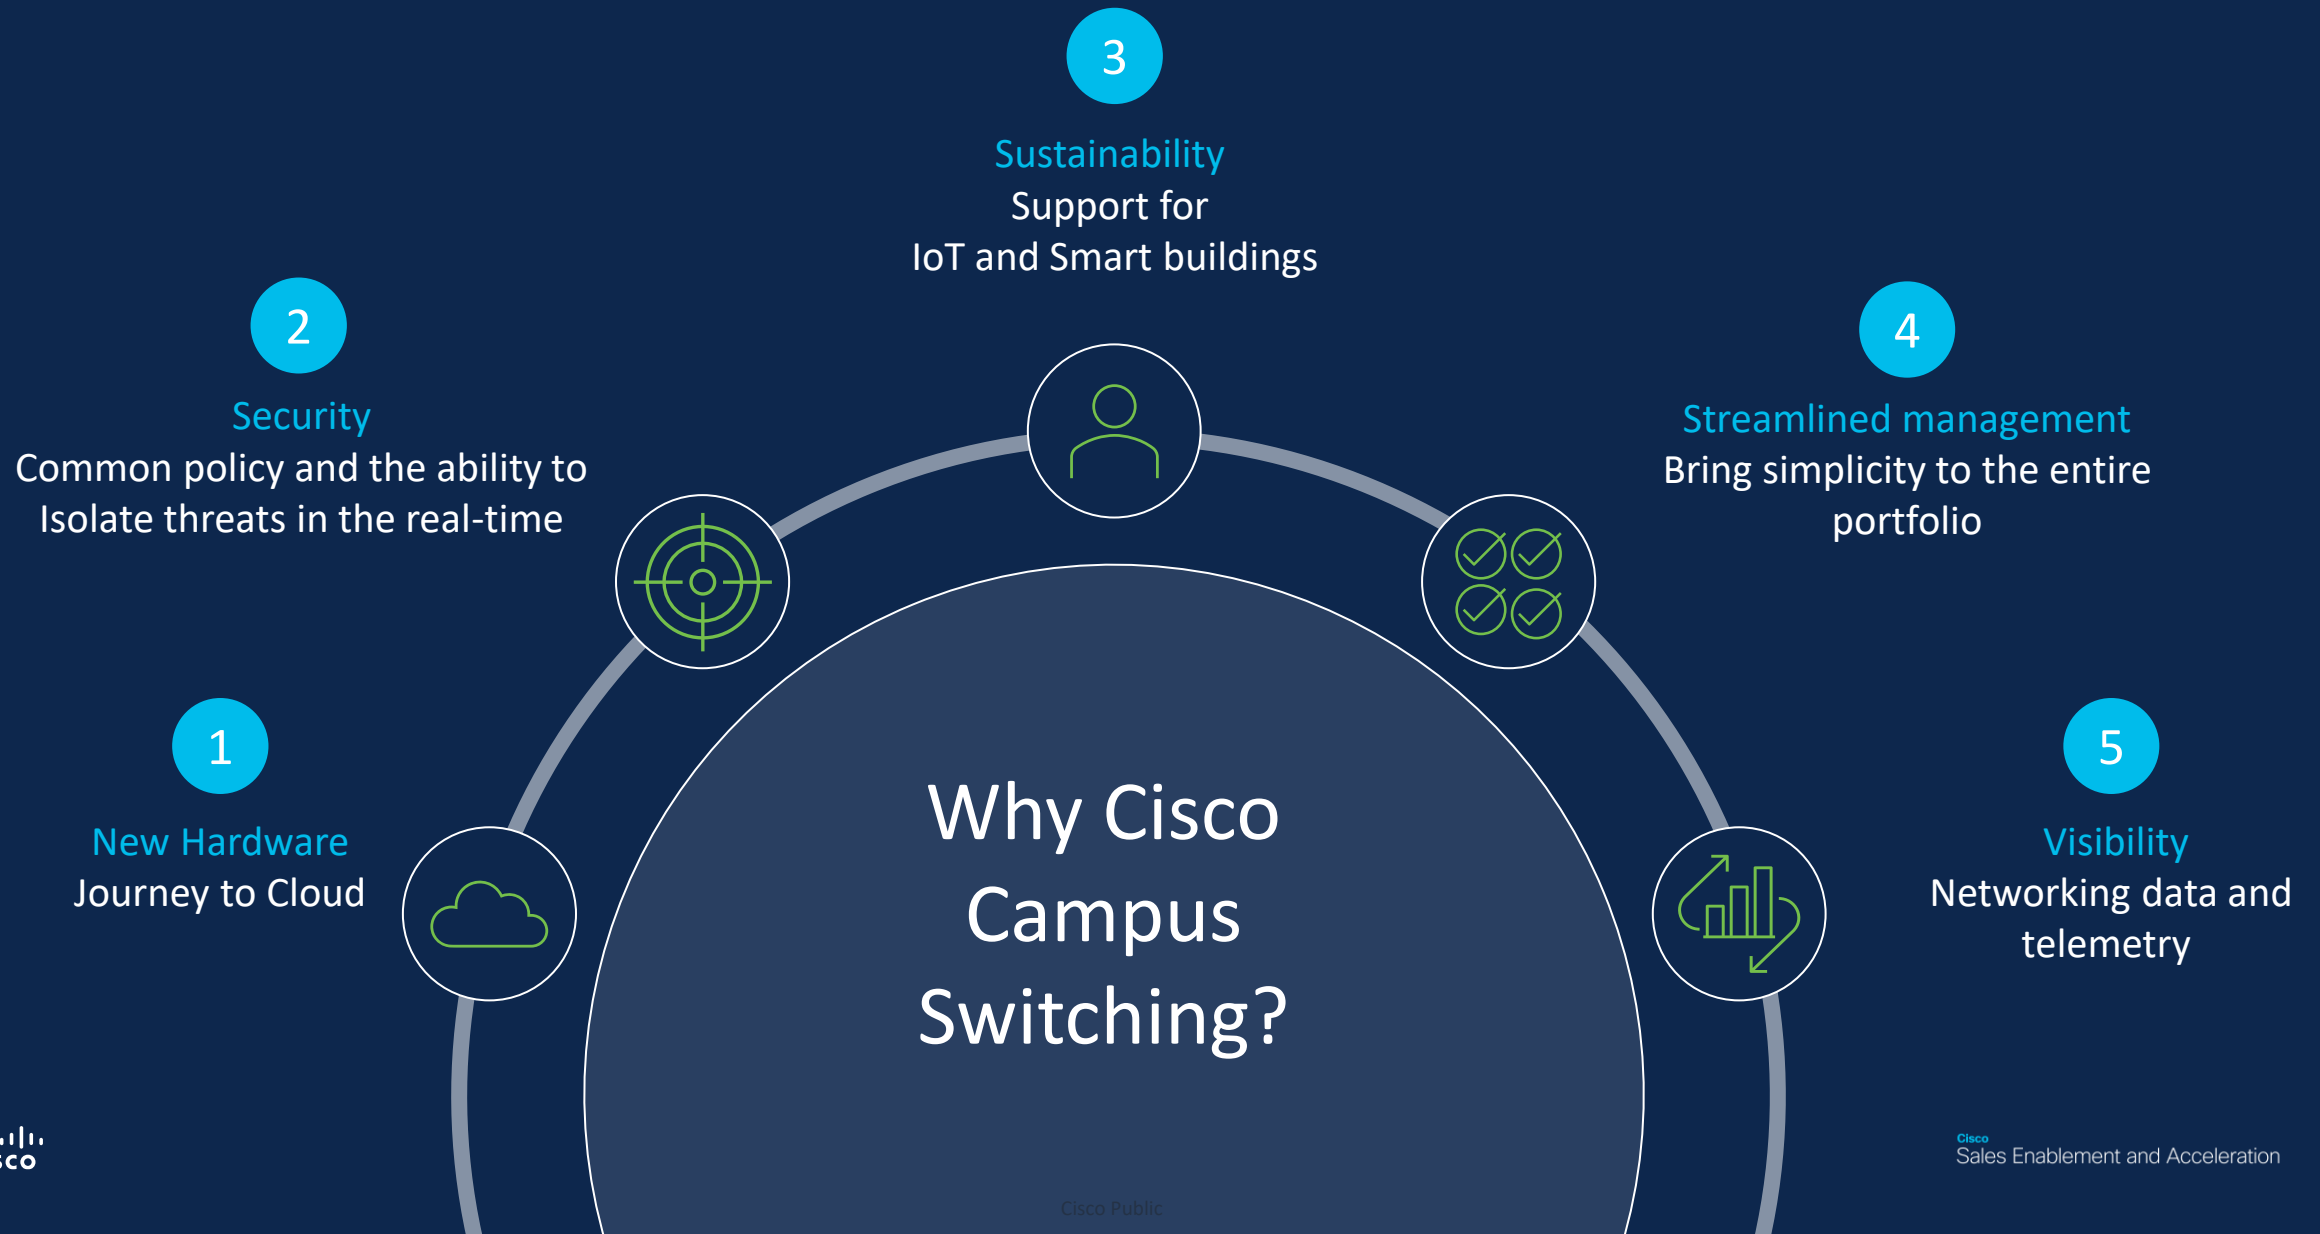 3
Sustainability
Support for
IoT and Smart buildings
2
Security
Common policy and the ability to
Isolate threats in the real-time
4
Streamlined management
Bring simplicity to the entire
portfolio
1
New Hardware
Journey to Cloud
5
Visibility
Networking data and
telemetry
Why Cisco
Campus
Switching?
Cisco
Sales Enablement and Acceleration
Cisco Public